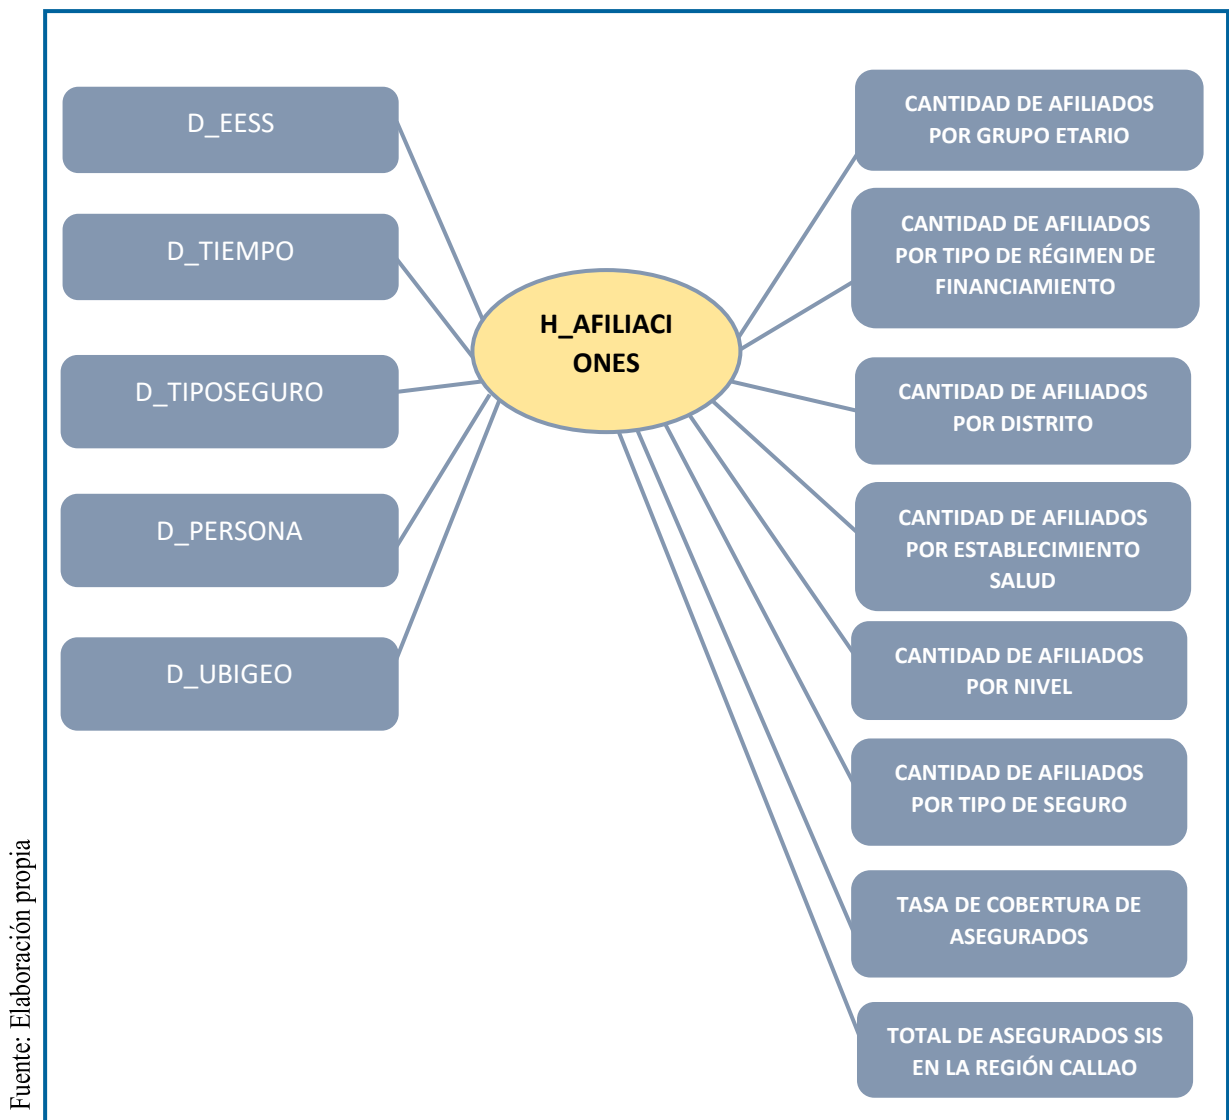 D_EESS
D_TIEMPO
D_TIPOSEGURO
D_PERSONA
D_UBIGEO
H_AFILIACI
ONES
CANTIDAD DE AFILIADOS
POR GRUPO ETARIO
CANTIDAD DE AFILIADOS
POR TIPO DE RÉGIMEN DE
FINANCIAMIENTO
CANTIDAD DE AFILIADOS
POR DISTRITO
CANTIDAD DE AFILIADOS
POR ESTABLECIMIENTO
SALUD
CANTIDAD DE AFILIADOS
POR NIVEL
CANTIDAD DE AFILIADOS
POR TIPO DE SEGURO
TASA DE COBERTURA DE
ASEGURADOS
TOTAL DE ASEGURADOS SIS
EN LA REGIÓN CALLAO
Fuente: Elaboración propia